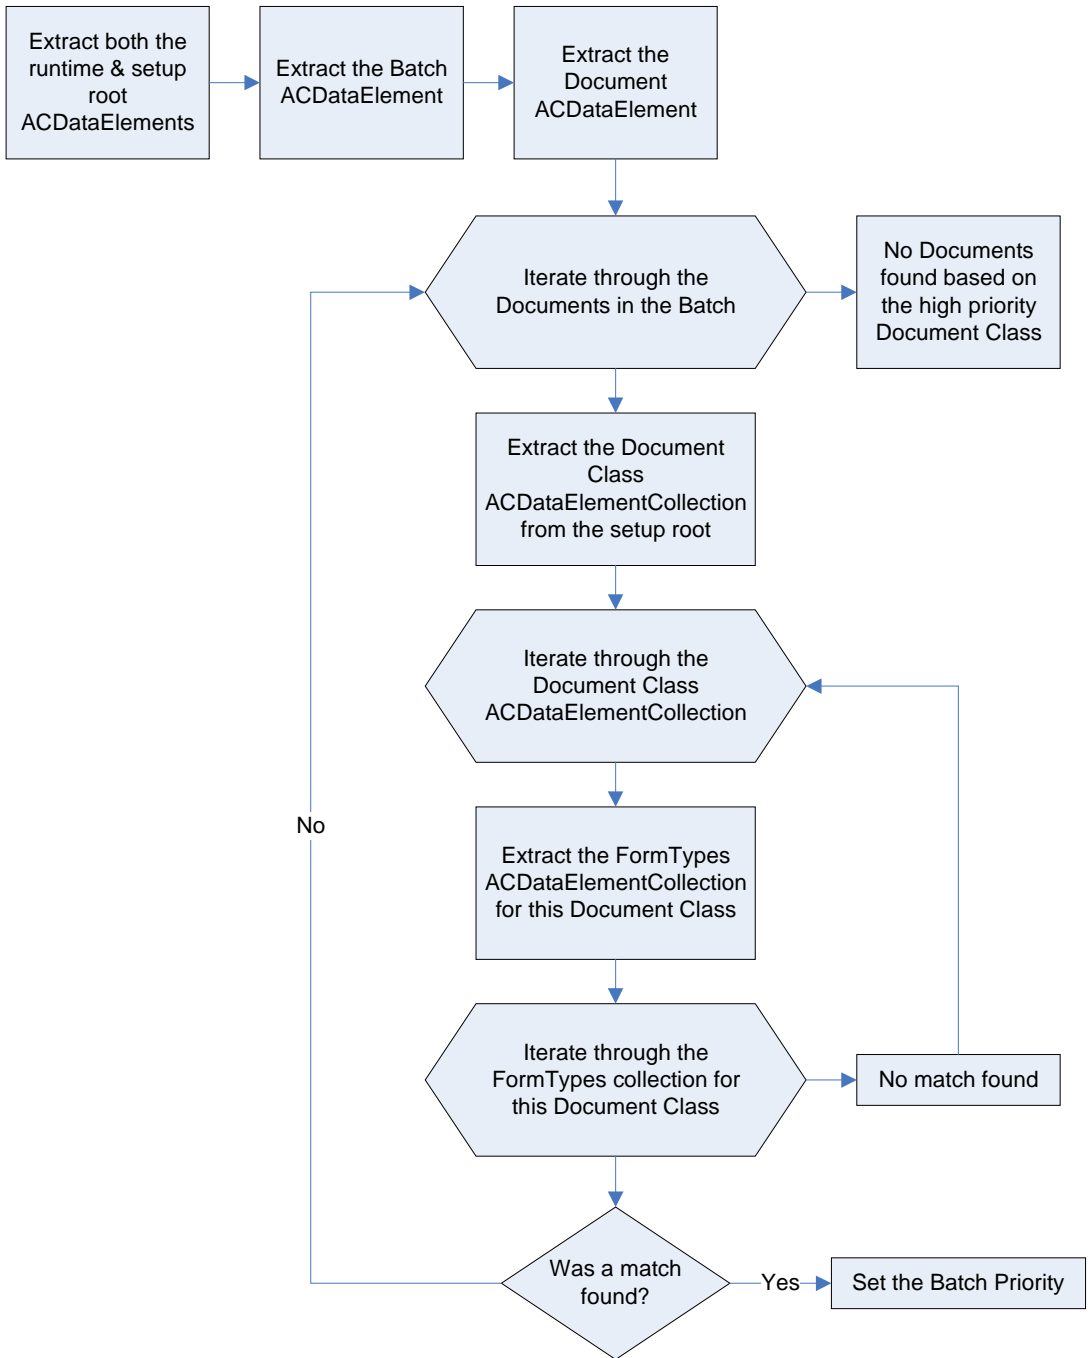 Extract both the
runtime & setup
root
ACDataElements
Extract the Batch
ACDataElement
Extract the
Document
ACDataElement
Iterate through the
Documents in the Batch
No Documents
found based on
the high priority
Document Class
Extract the Document
Class
ACDataElementCollection
from the setup root
Iterate through the
Document Class
ACDataElementCollection
No
Extract the FormTypes
ACDataElementCollection
for this Document Class
Iterate through the
FormTypes collection for
this Document Class
No match found
Was a match
found?
Yes
Set the Batch Priority